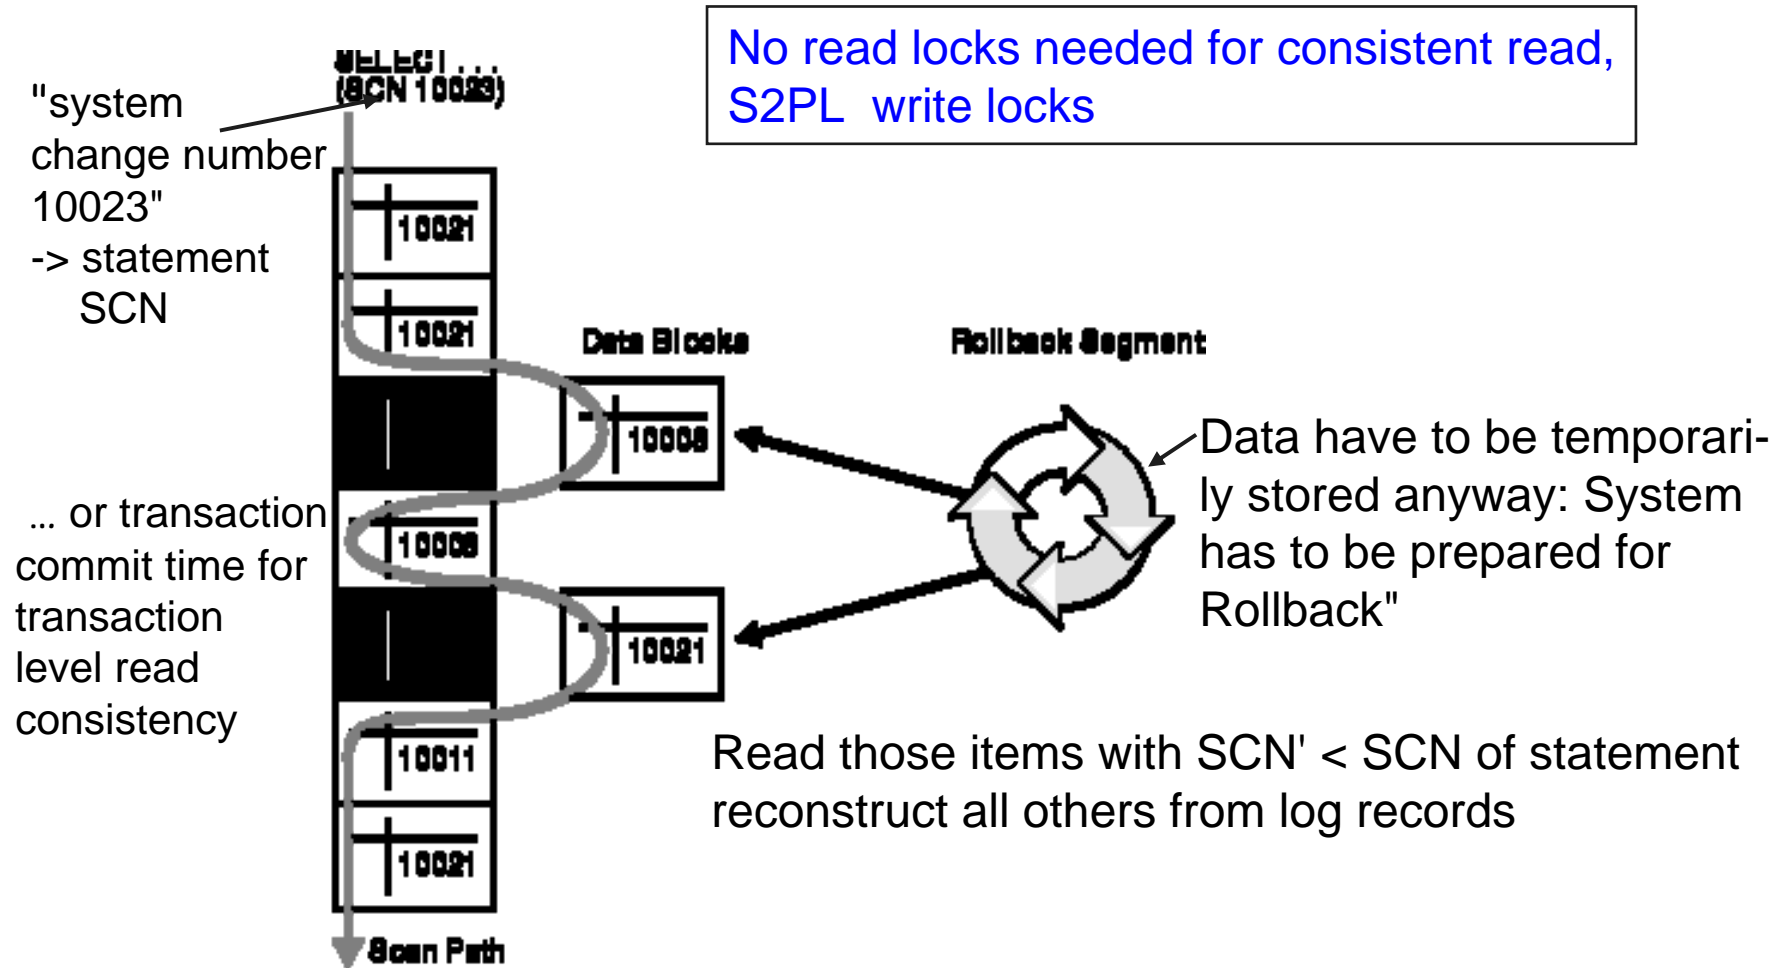 No read locks needed for consistent read,
S2PL write locks
SELECT . . .
(SCN 10023)
"system
change number
10023"
-> statement
SCN
10021
10021
Data Blocks
Rollback Segment
10008
Data have to be temporari-
ly stored anyway: System
has to be prepared for
Rollback"
... or transaction
commit time for
transaction
level read
consistency
10008
10021
10011
Read those items with SCN' < SCN of statement
reconstruct all others from log records
10021
Scan Path